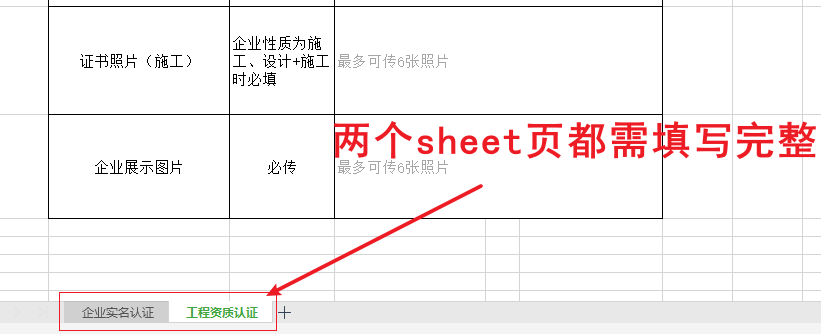 证书照片（施工）
企业性质为施
工、设计+施工
时必填
最多可传6张照片
两个sheet页都需填写完整
企业展示图片
必传
最多可传6张照片
企业实名认证
工程资质认证